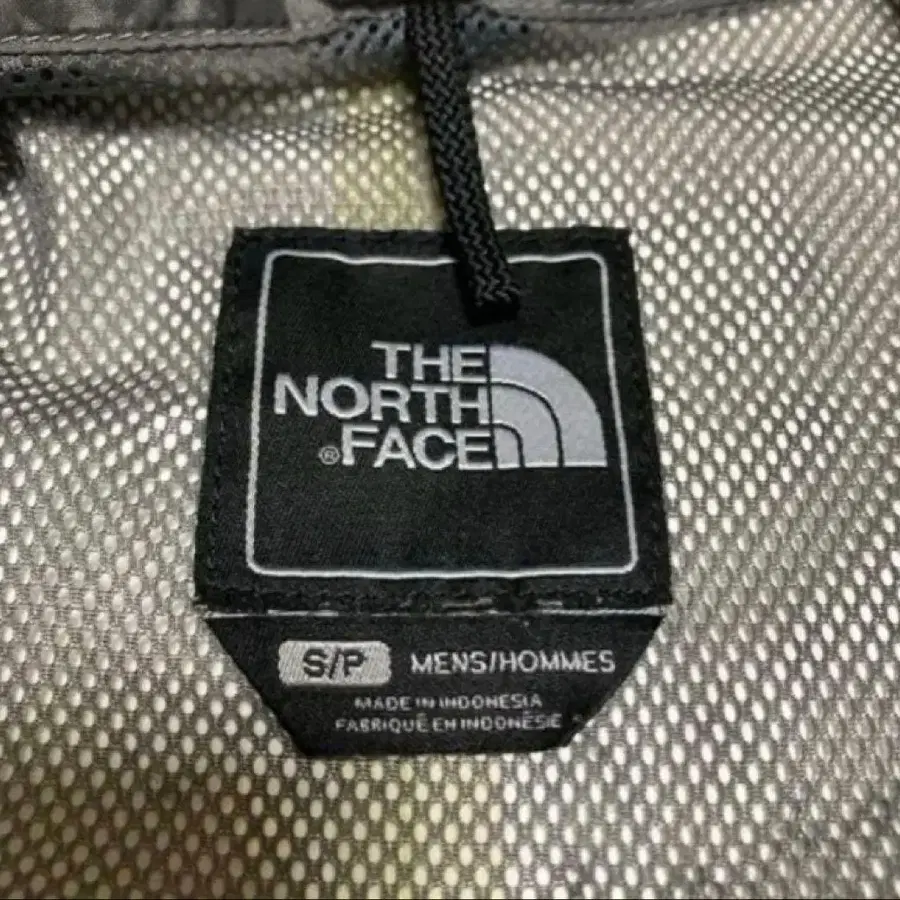 THE
NORTH
®FACE
S/P MENS/HOMMES
MADE IN INDONESIA
FABRIQUÉ EN INDONÉSIE